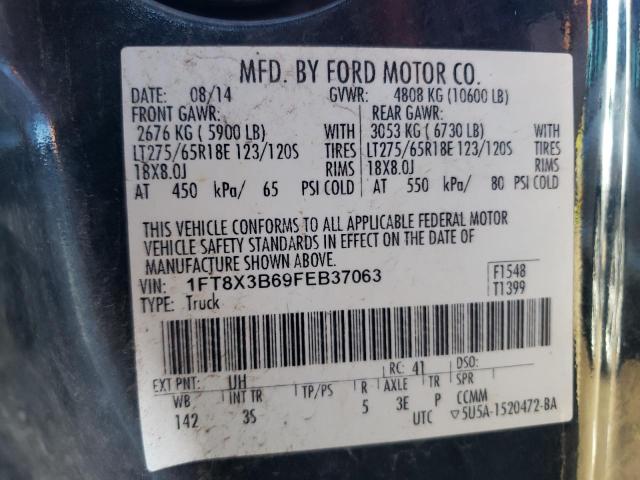 MFD. BY FORD MOTOR CO.
DATE: 08/14 GVWR: 4808 KG (10600 LB)
FRONT GAWR: REAR GAWR:
2676 KG ( 5900 LB) WITH 3053 KG ( 6730 LB) WITH
LT275/65R18E 123/120S TIRES LT275/65R18E 123/120S TIRES
18X8.0J RIMS 18X8.0J RIMS
AT 450 kPa/ 65 PSI COLD AT 550 kPa/ 80 PSI COLD
THIS VEHICLE CONFORMS TO ALL APPLICABLE FEDERAL MOTOR
VEHICLE SAFETY STANDARDS IN EFFECT ON THE DATE OF
MANUFACTURE SHOWN ABOVE.
VIN: 1FT8X3B69FEB37063 F1548
TYPE: Truck T1399
EXT PNT: UH RC: 41 DSO:
WB INT TR TP/PS R AXLE TR SPR
142 3S 5 3E P CCMM
UTC ▽5U5A-1520472-BA